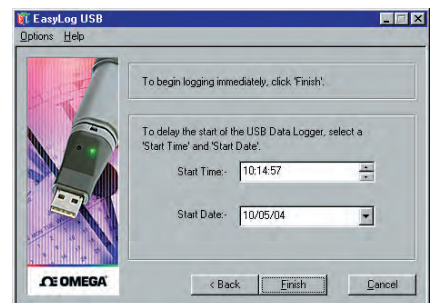 EasyLog USB
Options Help
To begin logging immediately, click 'Finish'.
To delay the start of the USB Data Logger, select a
'Start Time' and 'Start Date'.
Start Time:- 10:14:57
Start Date:- 10/05/04
OMEGA
< Back Finish Cancel